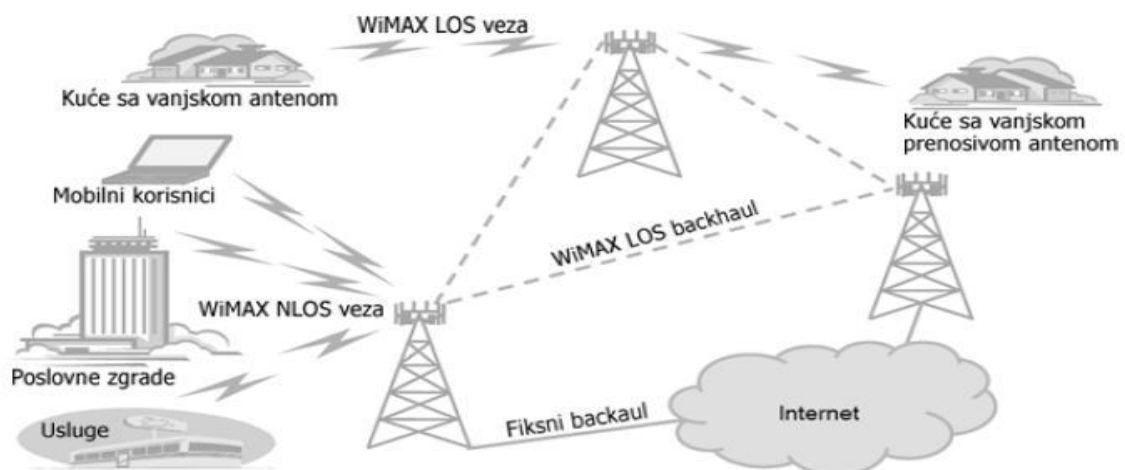 WiMAX LOS veza
Kuće sa vanjskom antenom
Kuće sa vanjskom
prenosivom antenom
Mobilni korisnici
WiMAX LOS backhaul
WiMAX NLOS veza
Poslovne zgrade
Usluge
Fiksni backaul
Internet